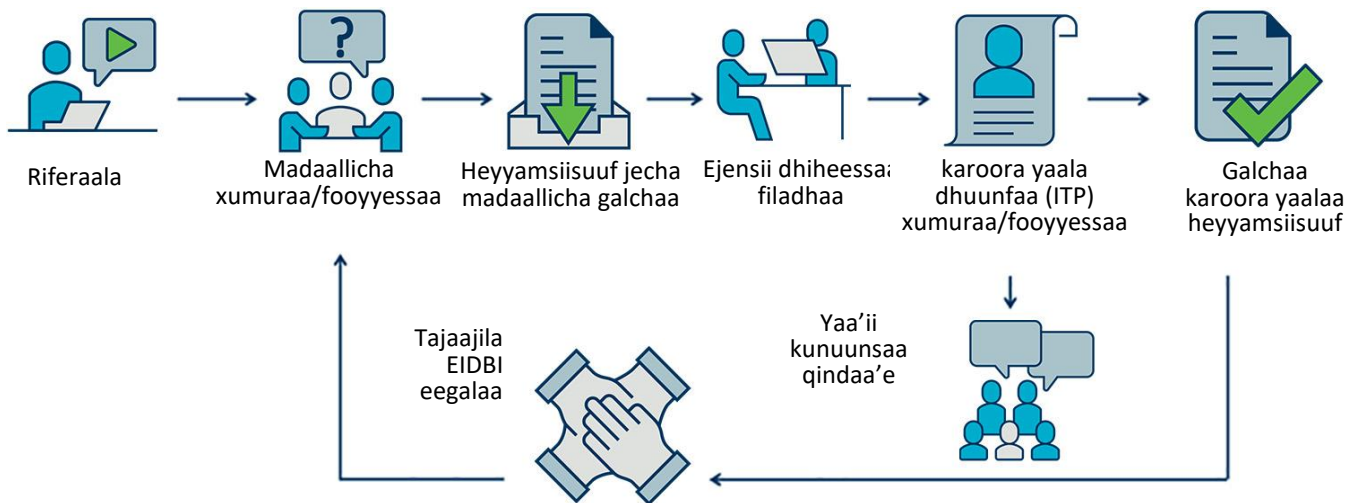 ?
Riferaala
Madaallicha
xumuraa/fooyyessaa
Heyyamsiisuuf jecha
madaallicha galchaa
Ejensii dhiheessaa
filadhaa
karoora yaala
dhuunfaa (ITP)
xumuraa/fooyyessaa
Galchaa
karoora yaalaa
heyyamsiisuuf
Tajaajila
EIDBI
eegalaa
Yaa’ii
kunuunsaa
qindaa’e